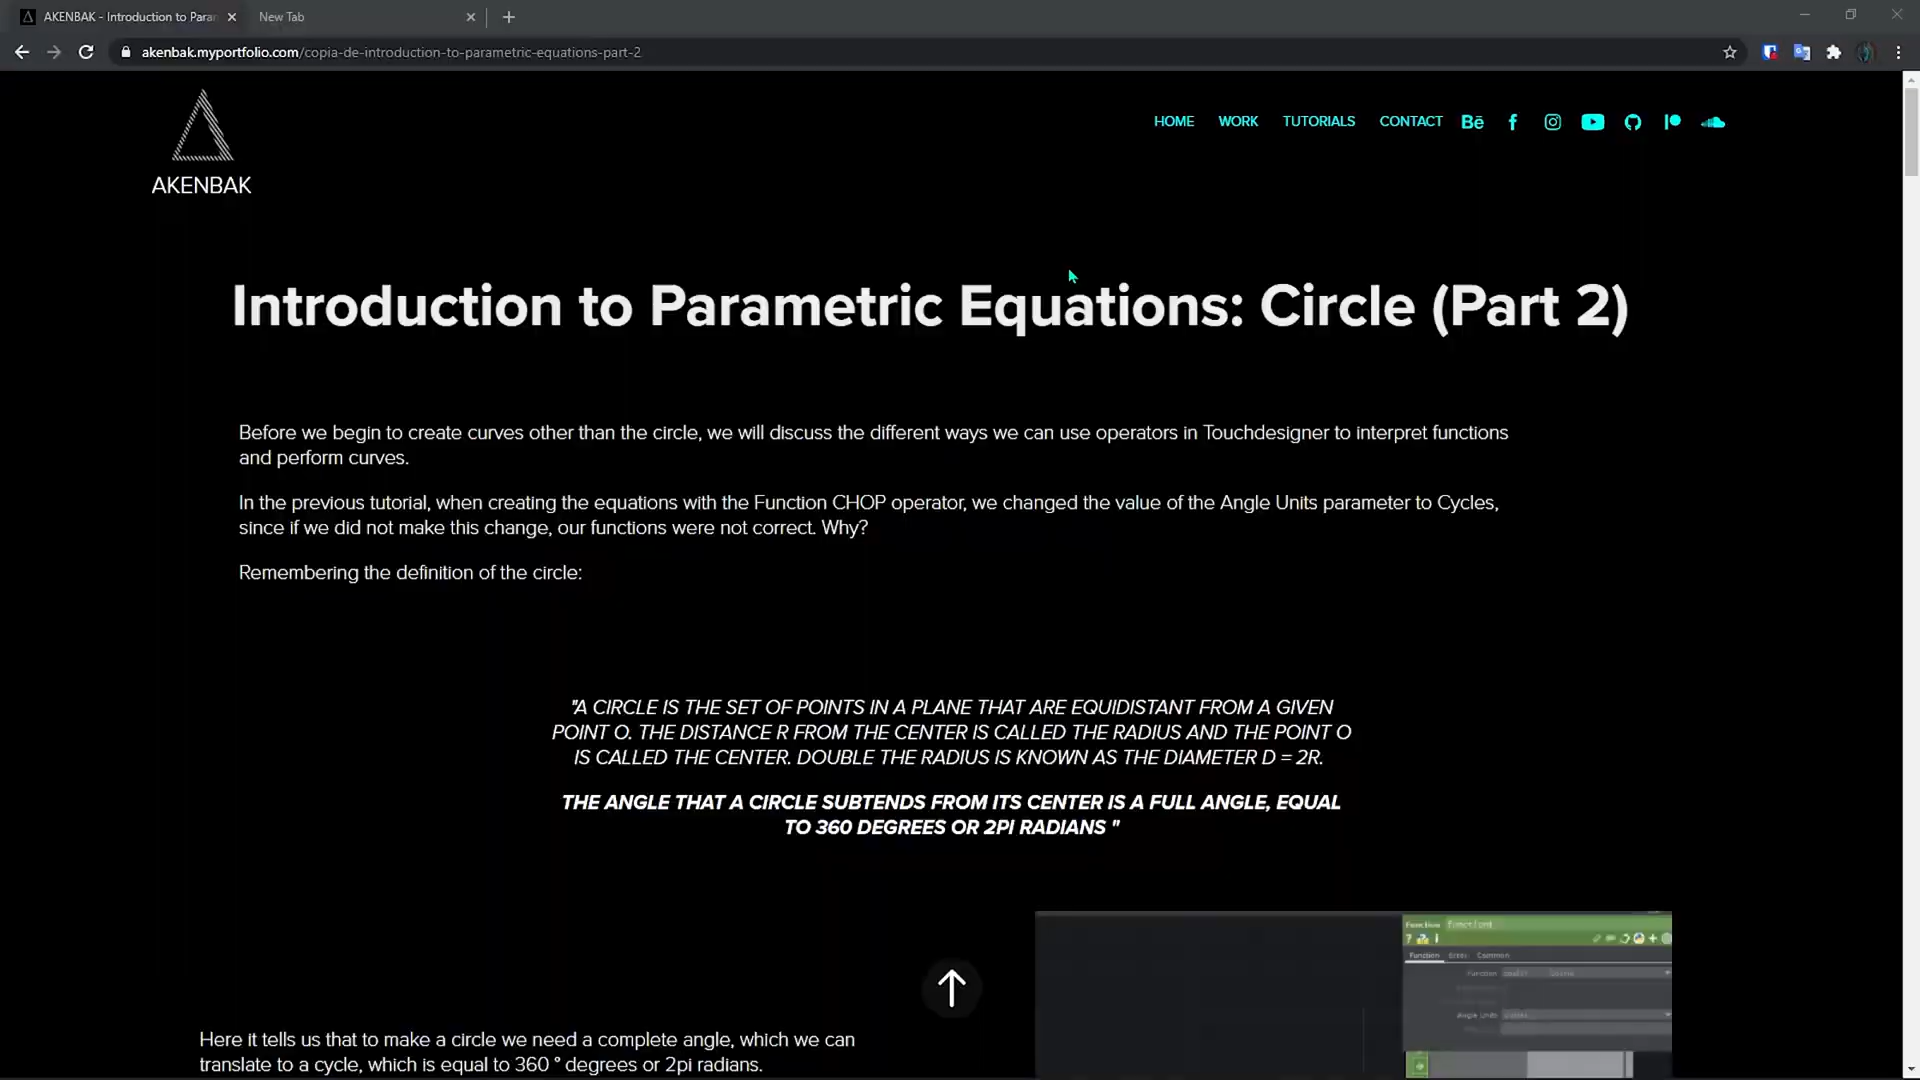 AKENBAK - Introduction to Para
New Tab
akenbak.myportfolio.com/copia-de-introduction-to-parametric-equations-part-2
HOME WORK TUTORIALS CONTACT Bē
AKENBAK
Introduction to Parametric Equations: Circle (Part 2)
Before we begin to create curves other than the circle, we will discuss the different ways we can use operators in Touchdesigner to interpret functions
and perform curves.
In the previous tutorial, when creating the equations with the Function CHOP operator, we changed the value of the Angle Units parameter to Cycles,
since if we did not make this change, our functions were not correct. Why?
Remembering the definition of the circle:
"A CIRCLE IS THE SET OF POINTS IN A PLANE THAT ARE EQUIDISTANT FROM A GIVEN
POINT O. THE DISTANCE R FROM THE CENTER IS CALLED THE RADIUS AND THE POINT O
IS CALLED THE CENTER. DOUBLE THE RADIUS IS KNOWN AS THE DIAMETER D = 2R.
THE ANGLE THAT A CIRCLE SUBTENDS FROM ITS CENTER IS A FULL ANGLE, EQUAL
TO 360 DEGREES OR 2PI RADIANS "
Function
Function Error Common
Function
Angle Units
Here it tells us that to make a circle we need a complete angle, which we can
translate to a cycle, which is equal to 360 ° degrees or 2pi radians.